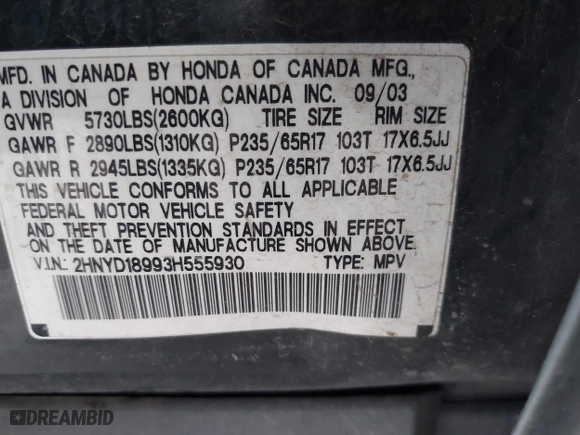 MFD. IN CANADA BY HONDA OF CANADA MFG.,
A DIVISION OF HONDA CANADA INC. 09/03
GVWR 5730LBS(2600KG) TIRE SIZE RIM SIZE
GAWR F 2890LBS(1310KG) P235/65R17 103T 17X6.5JJ
GAWR R 2945LBS(1335KG) P235/65R17 103T 17X6.5JJ
THIS VEHICLE CONFORMS TO ALL APPLICABLE
FEDERAL MOTOR VEHICLE SAFETY
AND THEFT PREVENTION STANDARDS IN EFFECT ON
THE DATE OF MANUFACTURE SHOWN ABOVE.
V.I.N.: 2HNYD18993H555930 TYPE: MPV
DREAMBID